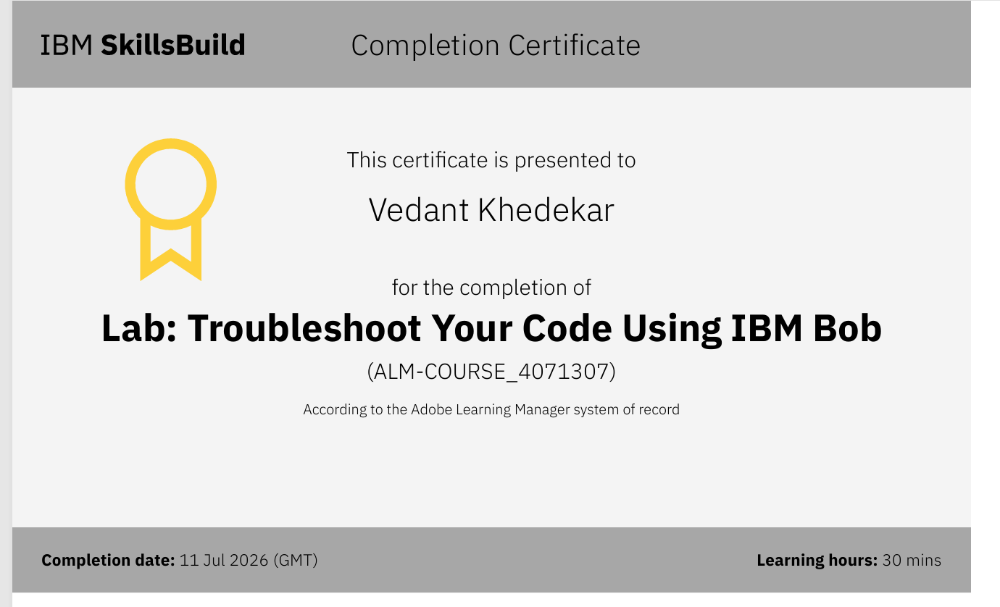 IBM SkillsBuild
Completion Certificate
This certificate is presented to
Vedant Khedekar
for the completion of
Lab: Troubleshoot Your Code Using IBM Bob
(ALM-COURSE_4071307)
According to the Adobe Learning Manager system of record
Completion date: 11 Jul 2026 (GMT)
Learning hours: 30 mins